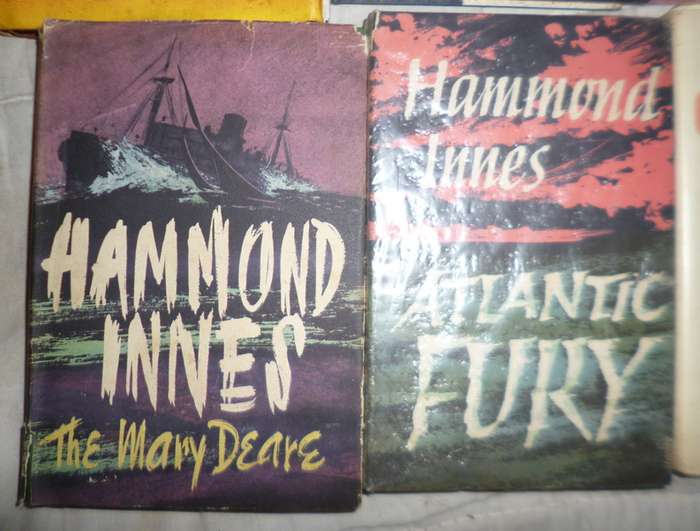 HAMMOND
INNES
The Mary Deare
Hammond
Innes
ATLANTIC
FURY